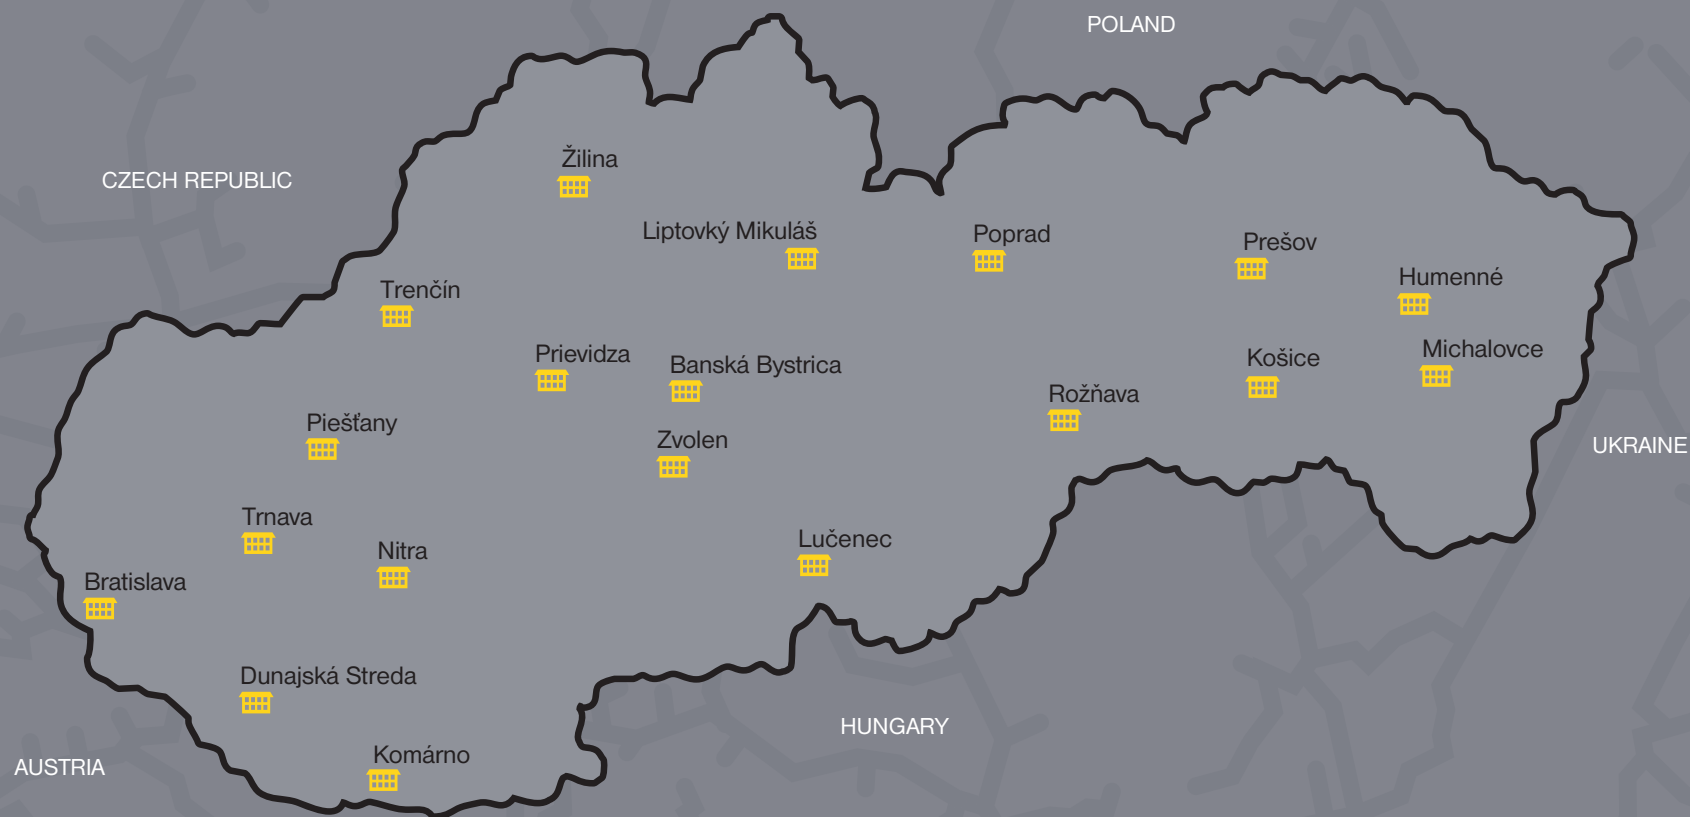 POLAND
Žilina
CZECH REPUBLIC
Liptovký Mikuláš
Poprad
Prešov
Humenné
Trenčín
Prievidza
Banská Bystrica
Košice
Michalovce
Rožňava
Piešťany
Zvolen
UKRAINE
Trnava
Nitra
Lučenec
Bratislava
Dunajská Streda
HUNGARY
Komárno
AUSTRIA